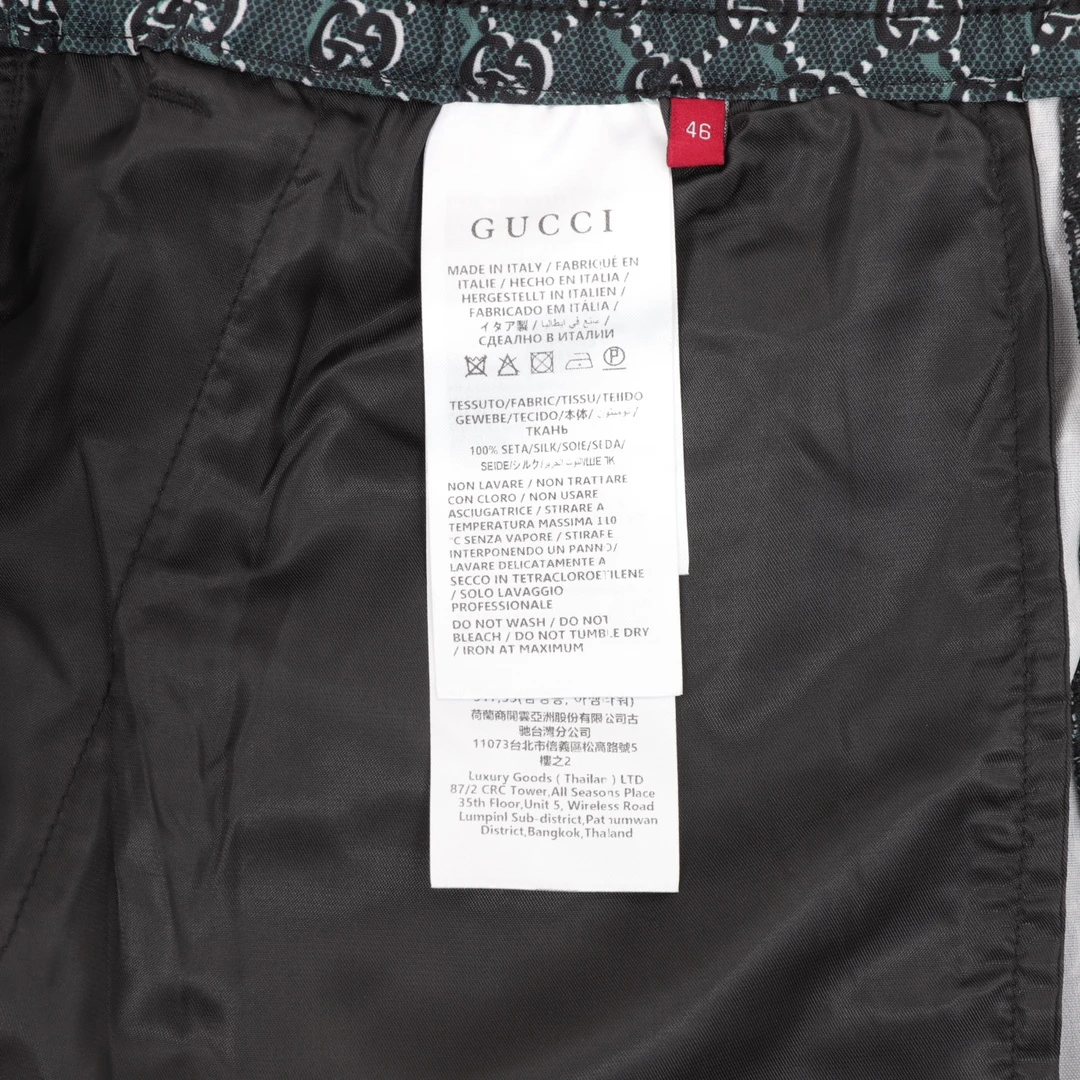 46
GUCCI
MADE IN ITALY / FABRIQUÉ EN
ITALIE / HECHO EN ITALIA /
HERGESTELLT IN ITALIEN /
FABRICADO EM ITÁLIA /
イタア製 / صنع في ايطاليا /
СДЕАЛНО В ИТАЛИИ
TESSUTO/FABRIC/TISSU/TEIIDO
GEWEBE/TECIDO/本体/
ТКАНЬ
100% SETA/SILK/SOIE/SEDA/
SEIDE/シルク/
NON LAVARE / NON TRATTARE
CON CLORO / NON USARE
ASCIUGATRICE / STIRARE A
TEMPERATURA MASSIMA 110
°C SENZA VAPORE / STIRARE
INTERPONENDO UN PANNO/
LAVARE DELICATAMENTE A
SECCO IN TETRACLOROETILENE
/ SOLO LAVAGGIO
PROFESSIONALE
DO NOT WASH / DO NOT
BLEACH / DO NOT TUMBLE DRY
/ IRON AT MAXIMUM
荷蘭商開雲亞洲股份有限公司古
馳台灣分公司
11073台北市信義區松高路號5
樓之2
Luxury Goods ( Thailan ) LTD
87/2 CRC Tower,All Seasons Place
35th Floor,Unit 5, Wireless Road
Lumpinl Sub-district,Pathumwan
District,Bangkok,Thaland